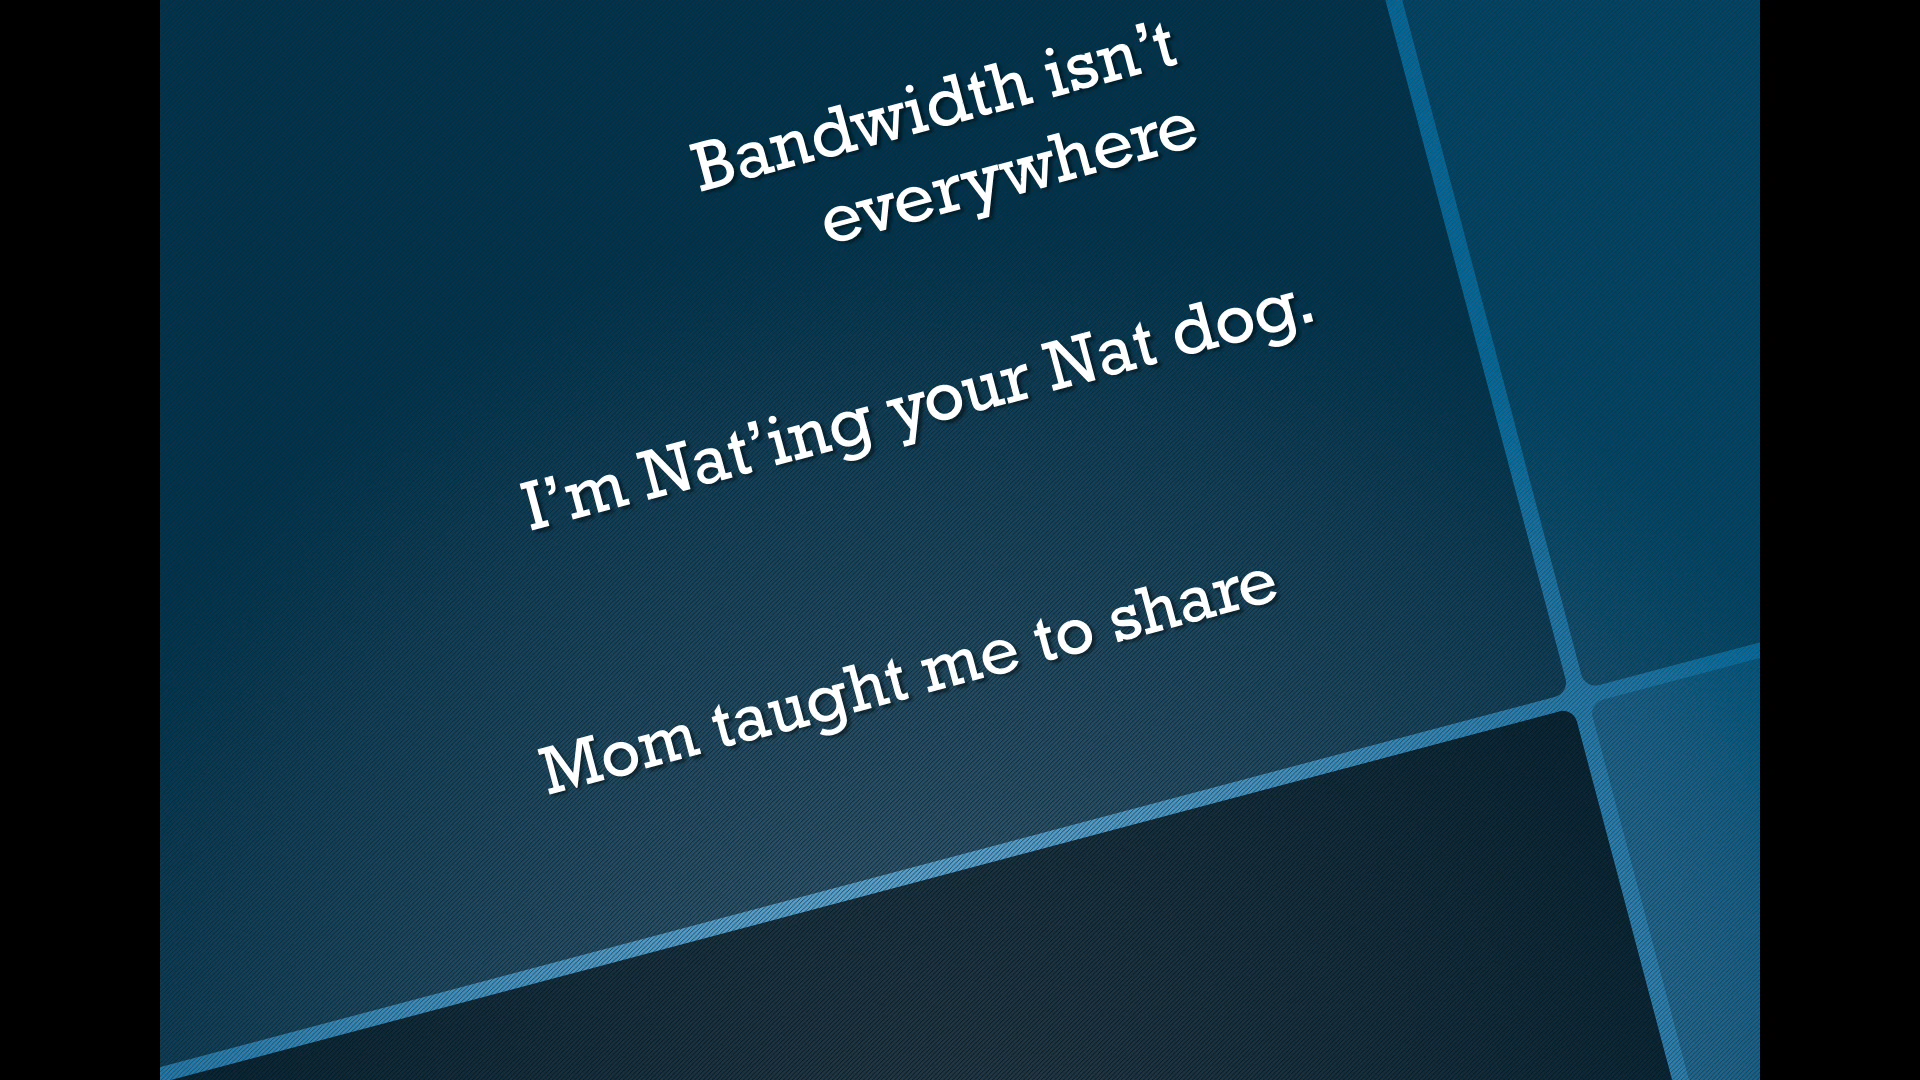 Bandwidth isn’t
everywhere
I’m Nat’ing your Nat dog.
Mom taught me to share